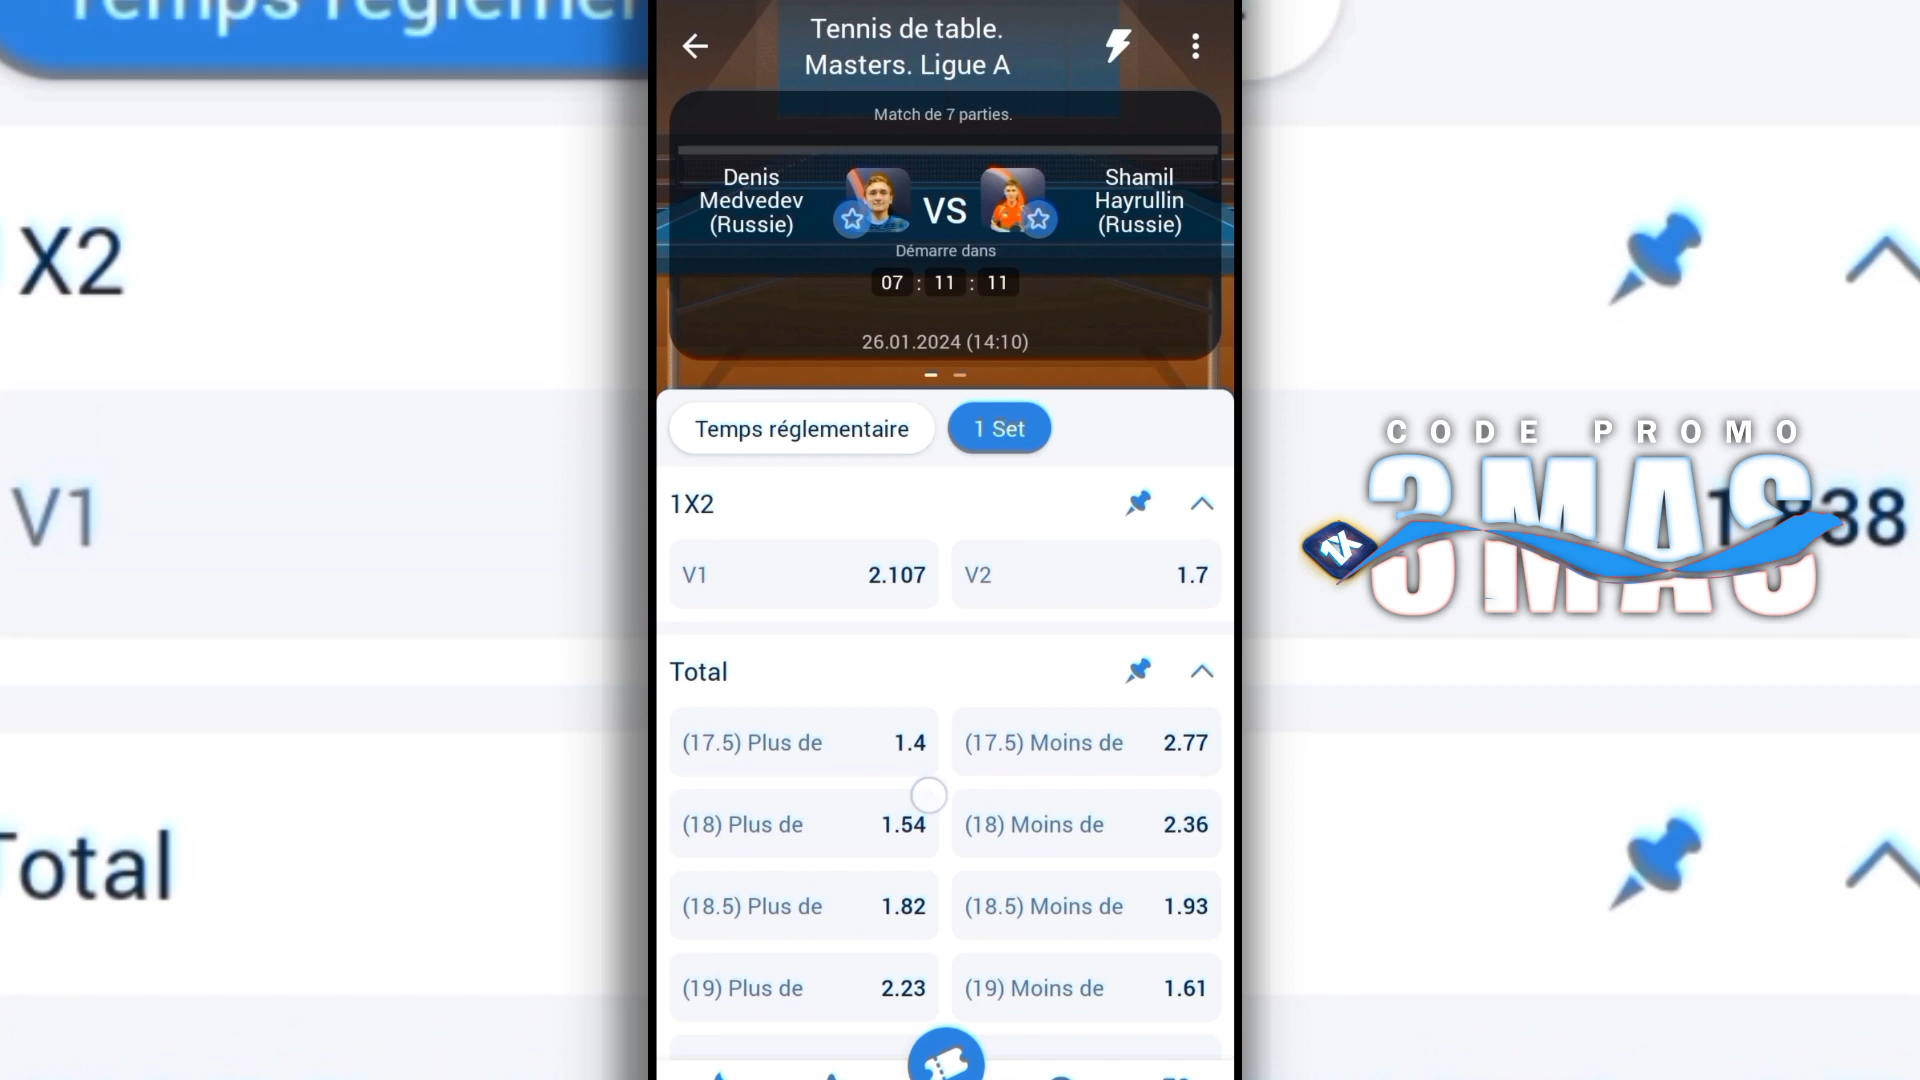 Temps réglemen
X2
V1
Total
Tennis de table.
Masters. Ligue A
Match de 7 parties.
Denis
Medvedev
(Russie)
VS
Shamil
Hayrullin
(Russie)
Démarre dans
07 : 11 : 11
26.01.2024 (14:10)
Temps réglementaire
1 Set
1X2
V1 2.107
V2 1.7
Total
(17.5) Plus de 1.4
(17.5) Moins de 2.77
(18) Plus de 1.54
(18) Moins de 2.36
(18.5) Plus de 1.82
(18.5) Moins de 1.93
(19) Plus de 2.23
(19) Moins de 1.61
CODE PROMO
3MAS
1X